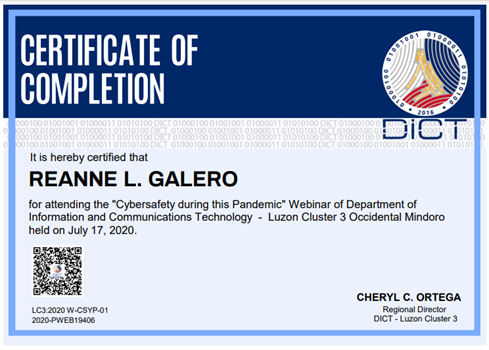 CERTIFICATE OF
COMPLETION
2016
DICT
It is hereby certified that
REANNE L. GALERO
for attending the "Cybersafety during this Pandemic" Webinar of Department of
Information and Communications Technology - Luzon Cluster 3 Occidental Mindoro
held on July 17, 2020.
LC3:2020 W-CSYP-01
2020-PWEB19406
CHERYL C. ORTEGA
Regional Director
DICT - Luzon Cluster 3